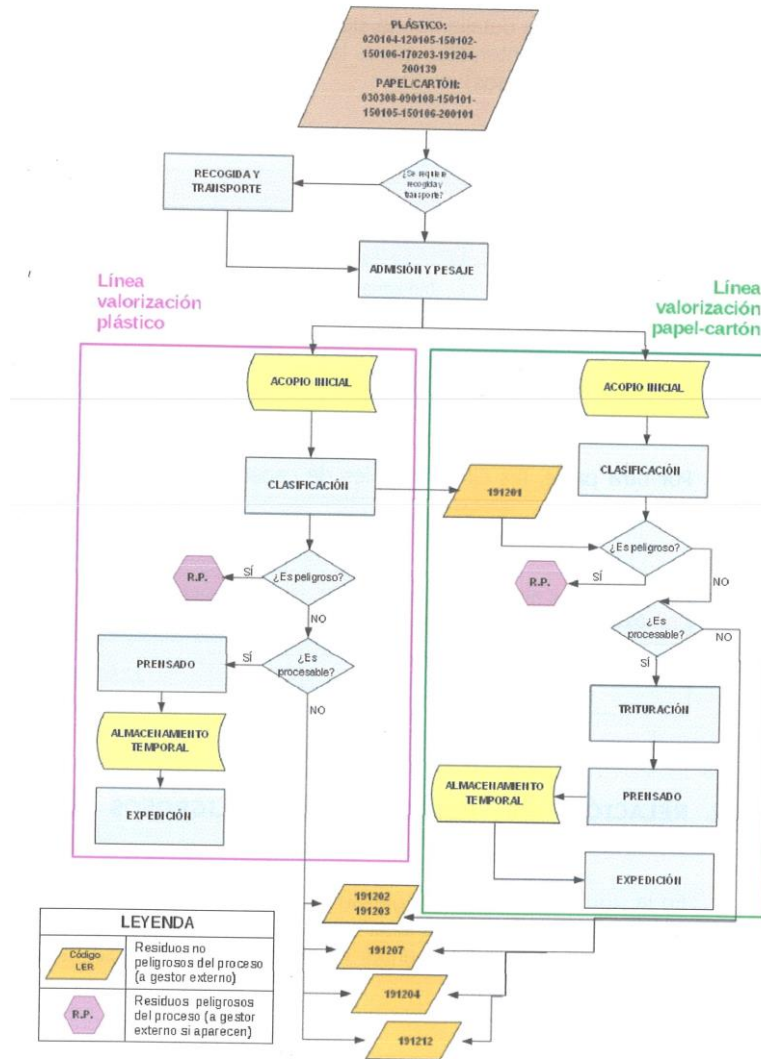 PLÁSTICO:
020104-120105-150102-
150106-170203-191204-
200139
PAPEL/CARTÓN:
030308-090108-150101-
150105-150106-200101
¿Se requiere
recogida y
transporte?
RECOGIDA Y
TRANSPORTE
ADMISIÓN Y PESAJE
Línea
valorización
plástico
ACOPIO INICIAL
CLASIFICACIÓN
¿Es peligroso?
SÍ
R.P.
NO
¿Es
procesable?
SÍ
NO
PRENSADO
ALMACENAMIENTO
TEMPORAL
EXPEDICIÓN
Línea
valorización
papel-cartón
ACOPIO INICIAL
CLASIFICACIÓN
191201
¿Es peligroso?
SÍ
R.P.
NO
¿Es
procesable?
NO
SÍ
TRITURACIÓN
PRENSADO
ALMACENAMIENTO
TEMPORAL
EXPEDICIÓN
191202
191203
191207
191204
191212
LEYENDA
Código
LER
Residuos no
peligrosos del proceso
(a gestor externo)
R.P.
Residuos peligrosos
del proceso (a gestor
externo si aparecen)